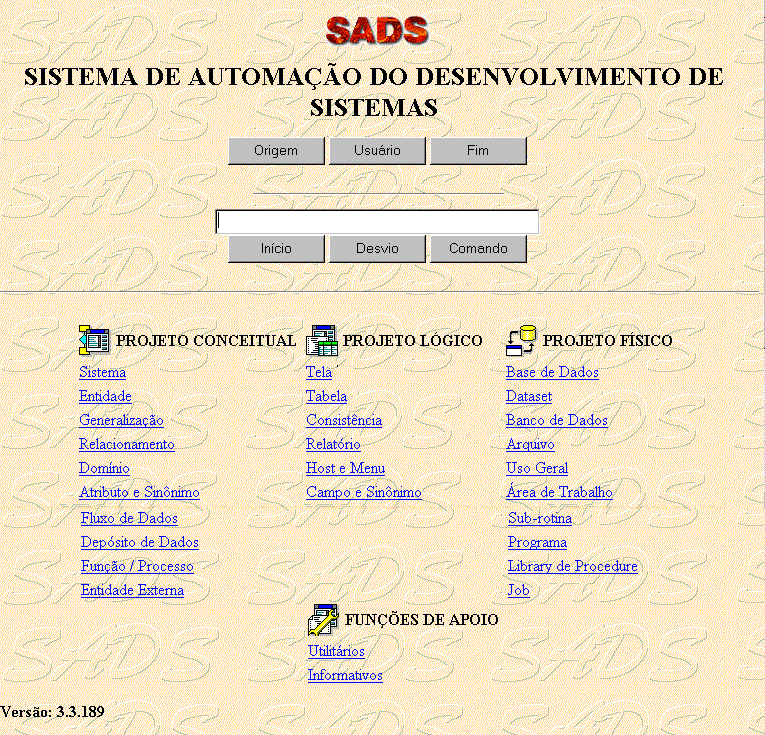 SADS
SISTEMA DE AUTOMAÇÃO DO DESENVOLVIMENTO DE
SISTEMAS
Origem Usuário Fim
Início Desvio Comando
PROJETO CONCEITUAL PROJETO LÓGICO PROJETO FÍSICO
Sistema Tela Base de Dados
Entidade Tabela Dataset
Generalização Consistência Banco de Dados
Relacionamento Relatório Arquivo
Domínio Host e Menu Uso Geral
Atributo e Sinônimo Campo e Sinônimo Área de Trabalho
Fluxo de Dados Sub-rotina
Depósito de Dados Programa
Função / Processo Library de Procedure
Entidade Externa Job
FUNÇÕES DE APOIO
Utilitários
Informativos
Versão: 3.3.189